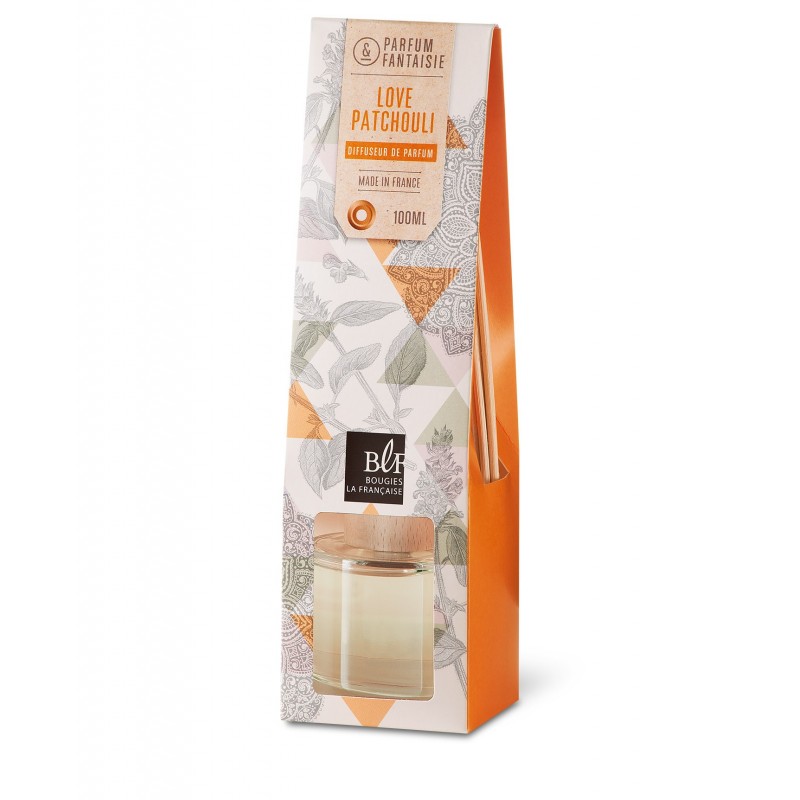 &
PARFUM
FANTAISIE
LOVE
PATCHOULI
DIFFUSEUR DE PARFUM
MADE IN FRANCE
100ML
BLF
BOUGIES
LA FRANÇAISE